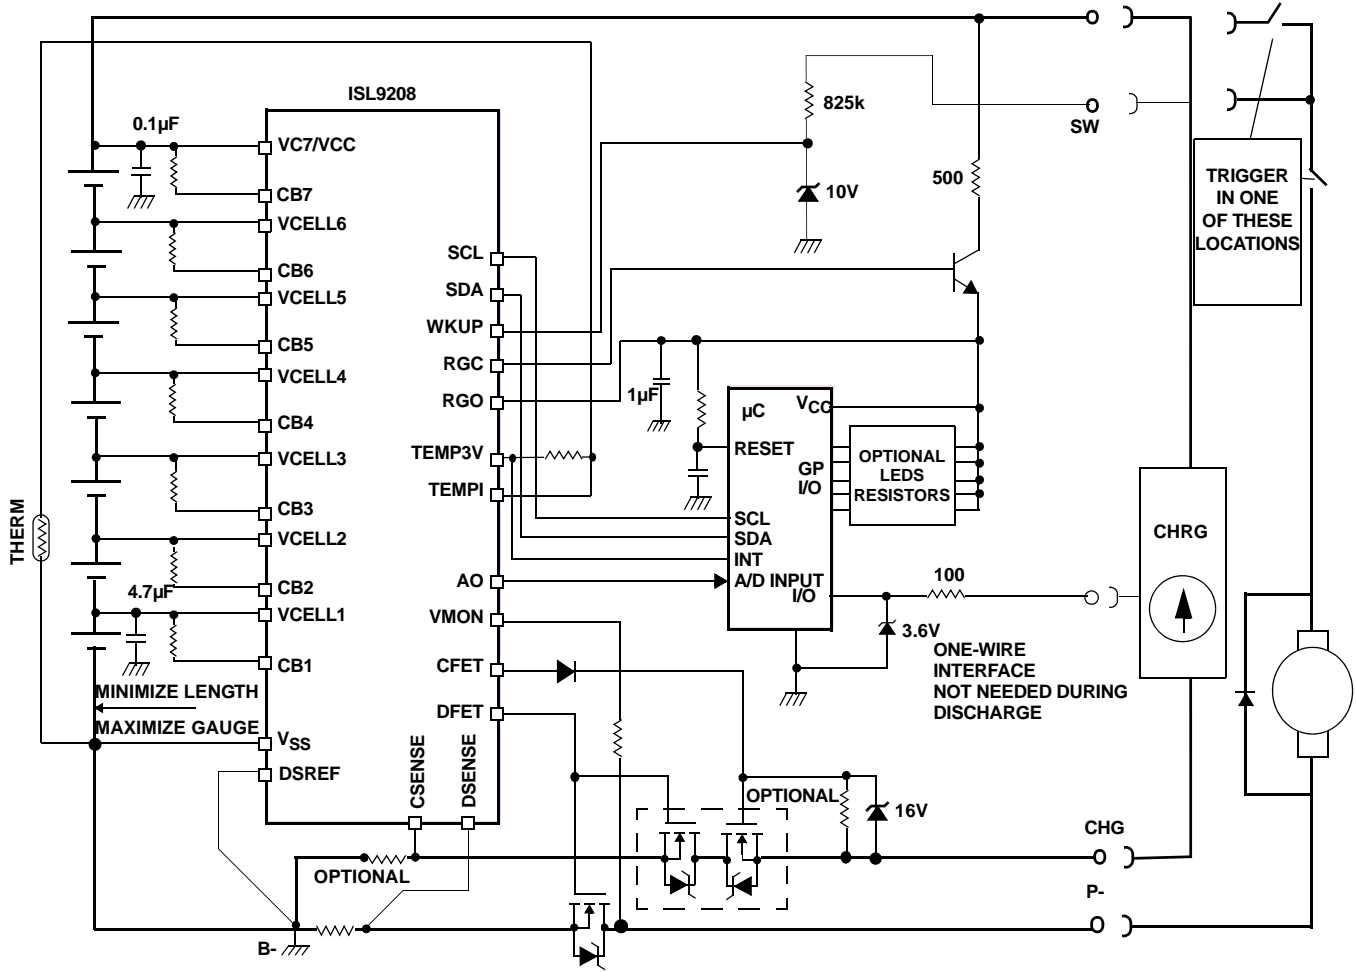 ISL9208
0.1µF
VC7/VCC
CB7
VCELL6
CB6
VCELL5
CB5
VCELL4
CB4
VCELL3
CB3
VCELL2
CB2
VCELL1
CB1
4.7µF
THERM
MINIMIZE LENGTH
MAXIMIZE GAUGE
VSS
DSREF
CSENSE
DSENSE
SCL
SDA
WKUP
RGC
RGO
TEMP3V
TEMPI
AO
VMON
CFET
DFET
825k
10V
SW
500
1µF
µC
VCC
RESET
GP
I/O
SCL
SDA
INT
A/D INPUT
I/O
OPTIONAL
LEDS
RESISTORS
100
3.6V
ONE-WIRE
INTERFACE
NOT NEEDED DURING
DISCHARGE
TRIGGER
IN ONE
OF THESE
LOCATIONS
CHRG
OPTIONAL
16V
CHG
P-
OPTIONAL
B-